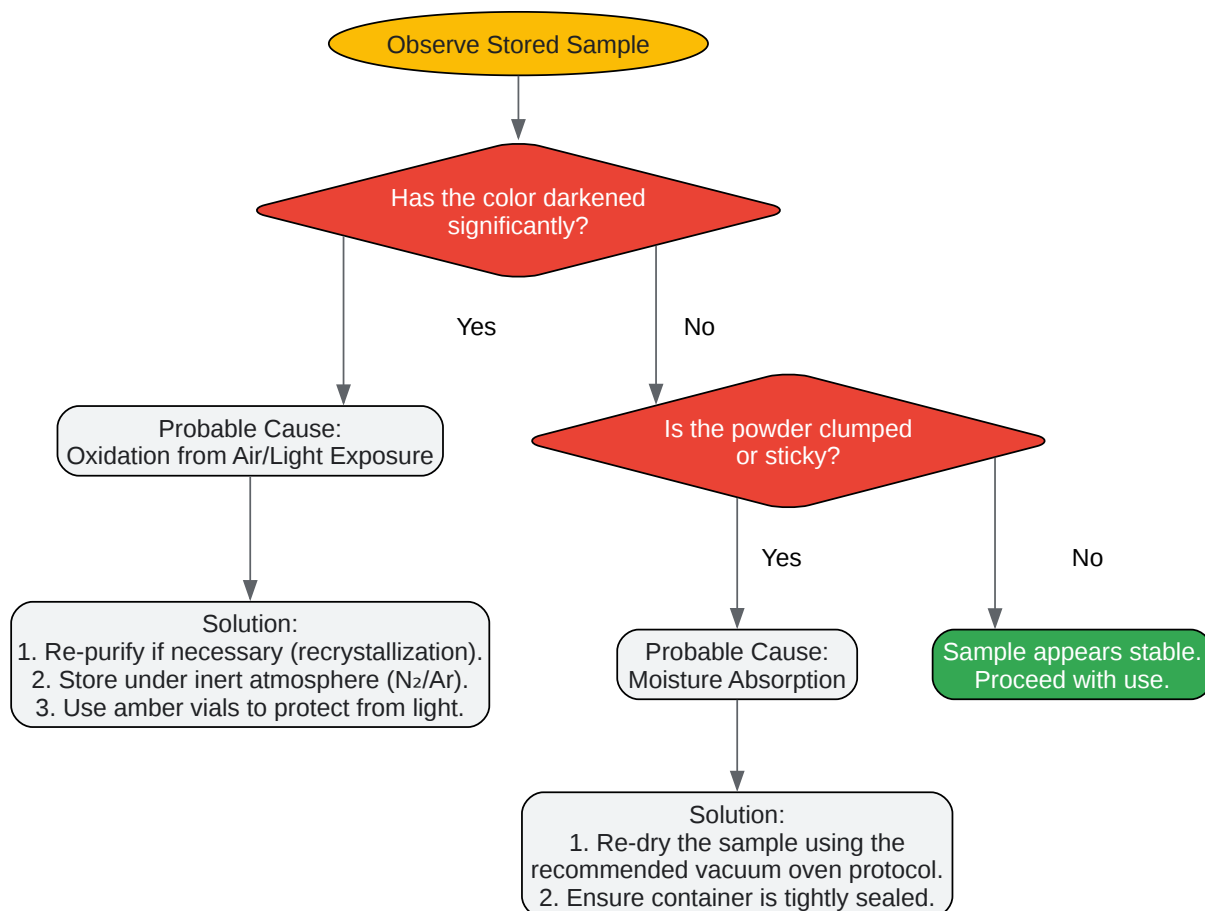 Observe Stored Sample
Has the color darkened
significantly?
Yes
No
Probable Cause:
Oxidation from Air/Light Exposure
Is the powder clumped
or sticky?
Yes
No
Solution:
1. Re-purify if necessary (recrystallization).
2. Store under inert atmosphere (N₂/Ar).
3. Use amber vials to protect from light.
Probable Cause:
Moisture Absorption
Sample appears stable.
Proceed with use.
Solution:
1. Re-dry the sample using the
recommended vacuum oven protocol.
2. Ensure container is tightly sealed.